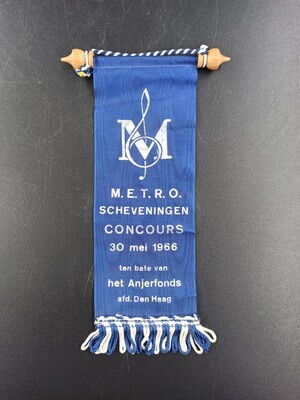 M
M. E. T. R. O.
SCHEVENINGEN
CONCOURS
30 mei 1966
ten bate van
het Anjerfonds
afd. Den Haag